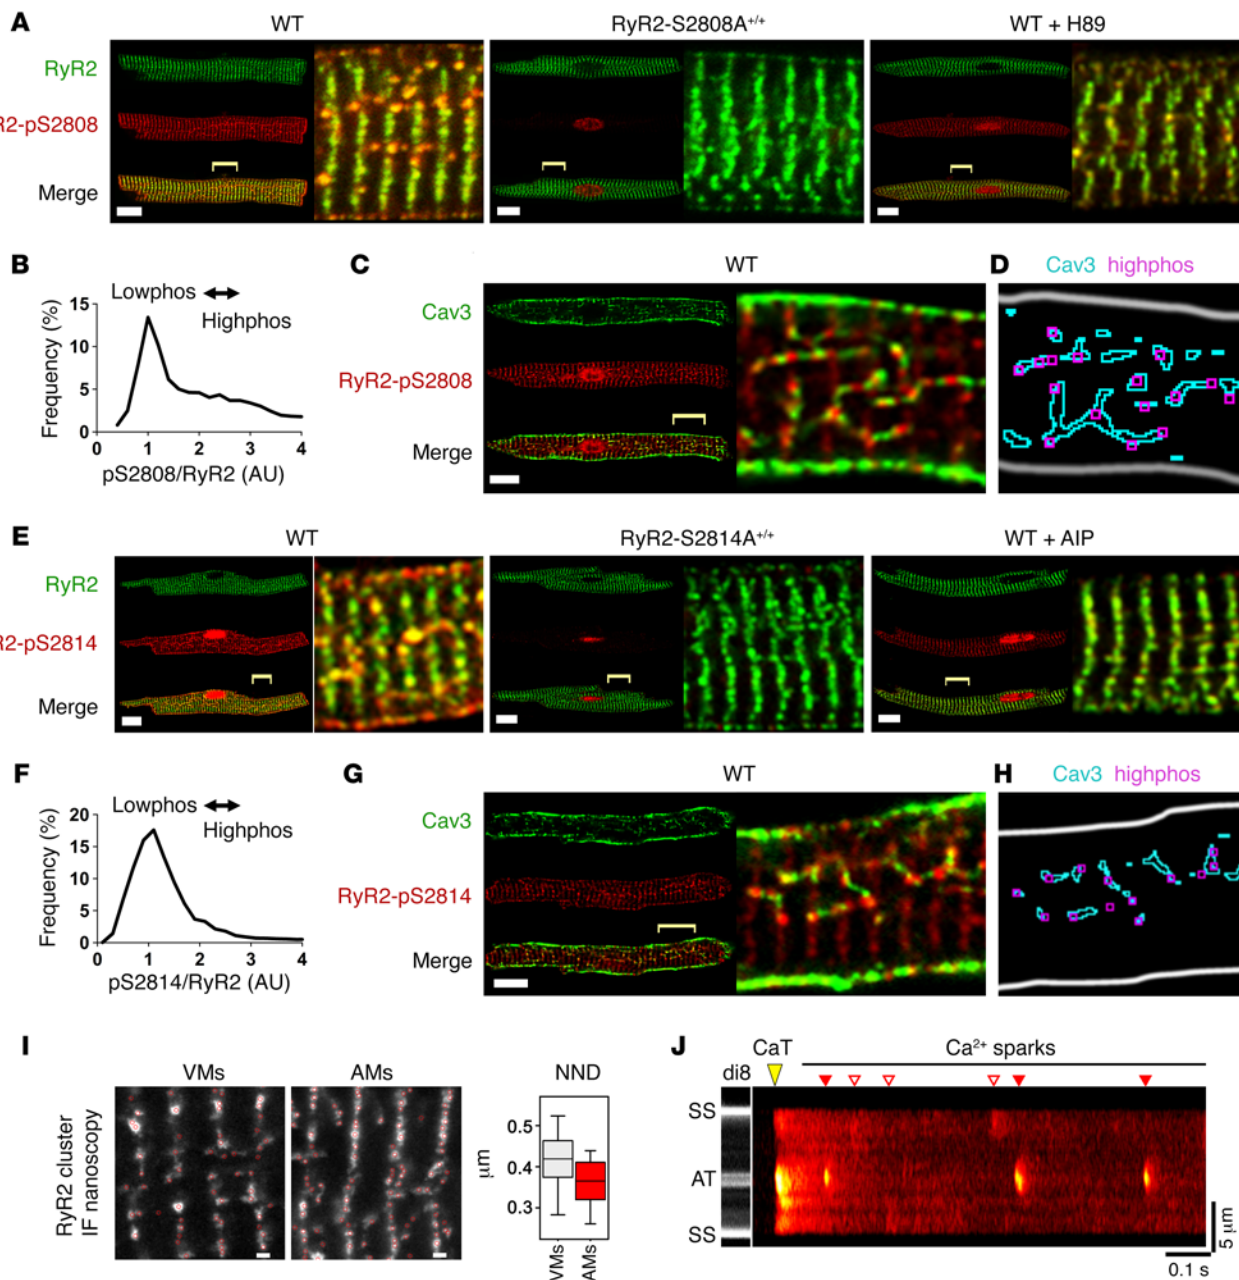 A
WT
RyR2-S2808A+/+
WT + H89
RyR2
R2-pS2808
Merge
B
Lowphos
Highphos
Frequency (%)
15
10
5
0
0 1 2 3 4
pS2808/RyR2 (AU)
C
WT
Cav3
RyR2-pS2808
Merge
D
Cav3 highphos
E
WT
RyR2-S2814A+/+
WT + AIP
RyR2
R2-pS2814
Merge
F
Lowphos
Highphos
Frequency (%)
20
15
10
5
0
0 1 2 3 4
pS2814/RyR2 (AU)
G
WT
Cav3
RyR2-pS2814
Merge
H
Cav3 highphos
I
VMs
AMs
NND
RyR2 cluster
IF nanoscopy
μm
0.5
0.4
0.3
VMs
AMs
J
CaT
Ca2+ sparks
di8
SS
AT
SS
5 μm
0.1 s